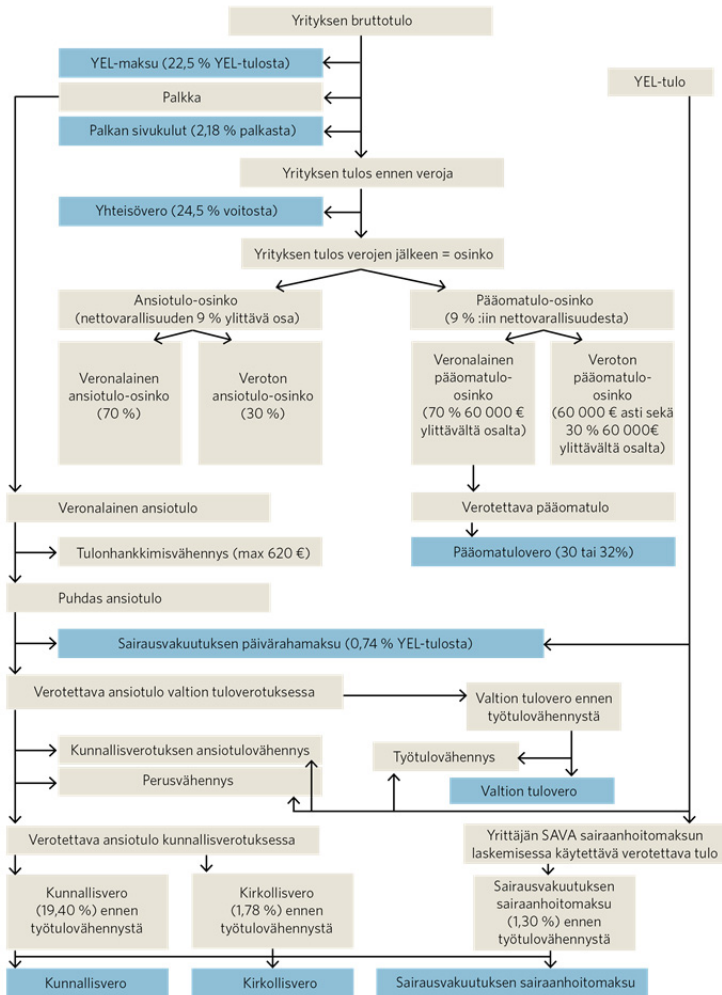 Yrityksen bruttotulo
YEL-maksu (22,5 % YEL-tulosta)
YEL-tulo
Palkka
Palkan sivukulut (2,18 % palkasta)
Yrityksen tulos ennen veroja
Yhteisövero (24,5 % voitosta)
Yrityksen tulos verojen jälkeen = osinko
Ansiotulo-osinko
(nettovarallisuuden 9 % ylittävä osa)
Pääomatulo-osinko
(9 % :iin nettovarallisuudesta)
Veronalainen
ansiotulo-osinko
(70 %)
Veroton
ansiotulo-osinko
(30 %)
Veronalainen
pääomatulo-
osinko
(70 % 60 000 €
ylittävältä osalta)
Veroton
pääomatulo-
osinko
(60 000 € asti sekä
30 % 60 000€
ylittävältä osalta)
Veronalainen ansiotulo
Verotettava pääomatulo
Tulonhankkimisvähennys (max 620 €)
Pääomatulovero (30 tai 32%)
Puhdas ansiotulo
Sairausvakuutuksen päivärahamaksu (0,74 % YEL-tulosta)
Verotettava ansiotulo valtion tuloverotuksessa
Valtion tulovero ennen
työtulovähennystä
Kunnallisverotuksen ansiotulovähennys
Työtulovähennys
Perusvähennys
Valtion tulovero
Verotettava ansiotulo kunnallisverotuksessa
Yrittäjän SAVA sairaanhoitomaksun
laskemisessa käytettävä verotettava tulo
Kunnallisvero
(19,40 %) ennen
työtulovähennystä
Kirkollisvero
(1,78 %) ennen
työtulovähennystä
Sairausvakuutuksen
sairaanhoitomaksu
(1,30 %) ennen
työtulovähennystä
Kunnallisvero
Kirkollisvero
Sairausvakuutuksen sairaanhoitomaksu